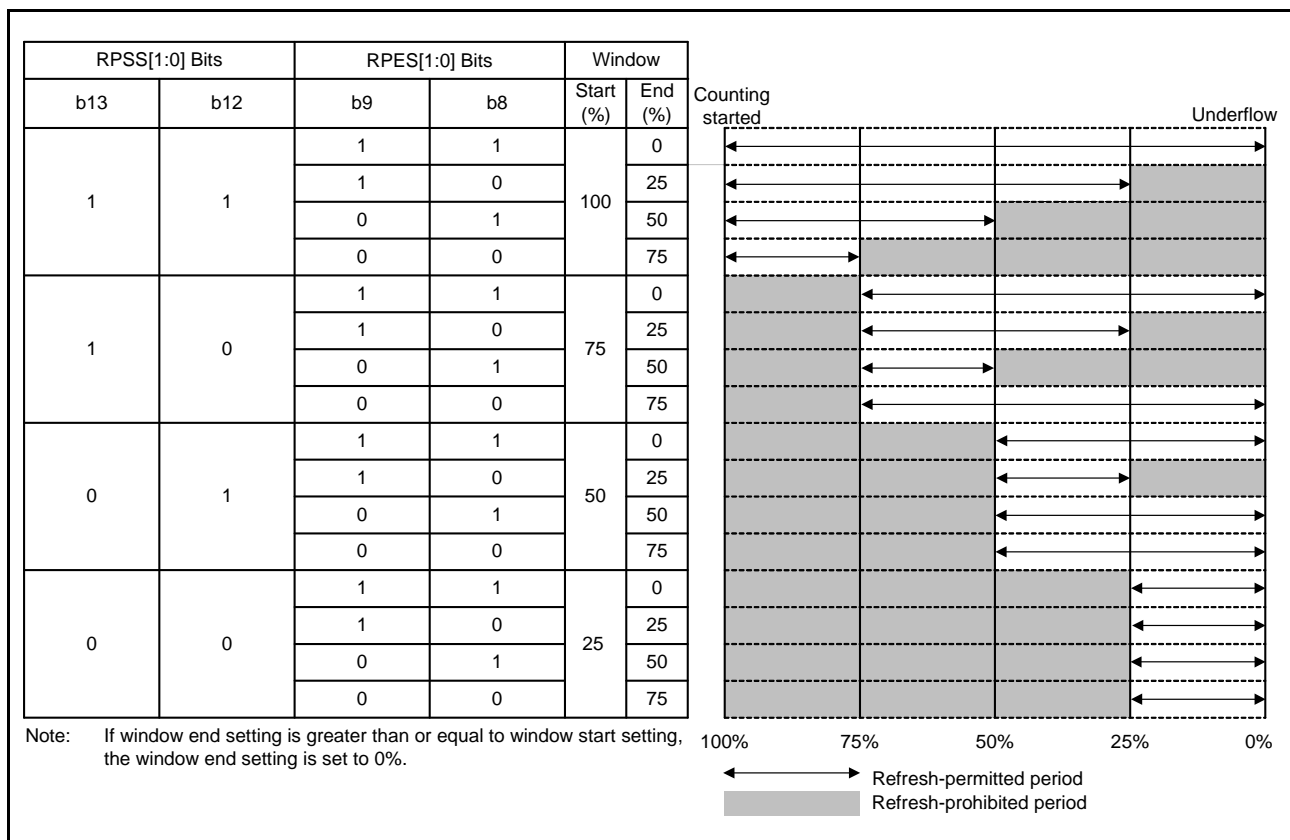 RPSS[1:0] Bits RPES[1:0] Bits Window
b13 b12 b9 b8 Start (%) End (%)
Counting started Underflow
1 1 100
1 1 0
1 0 25
0 1 50
0 0 75
1 0 75
1 1 0
1 0 25
0 1 50
0 0 75
0 1 50
1 1 0
1 0 25
0 1 50
0 0 75
0 0 25
1 1 0
1 0 25
0 1 50
0 0 75
100% 75% 50% 25% 0%
Note: If window end setting is greater than or equal to window start setting,
the window end setting is set to 0%.
Refresh-permitted period
Refresh-prohibited period